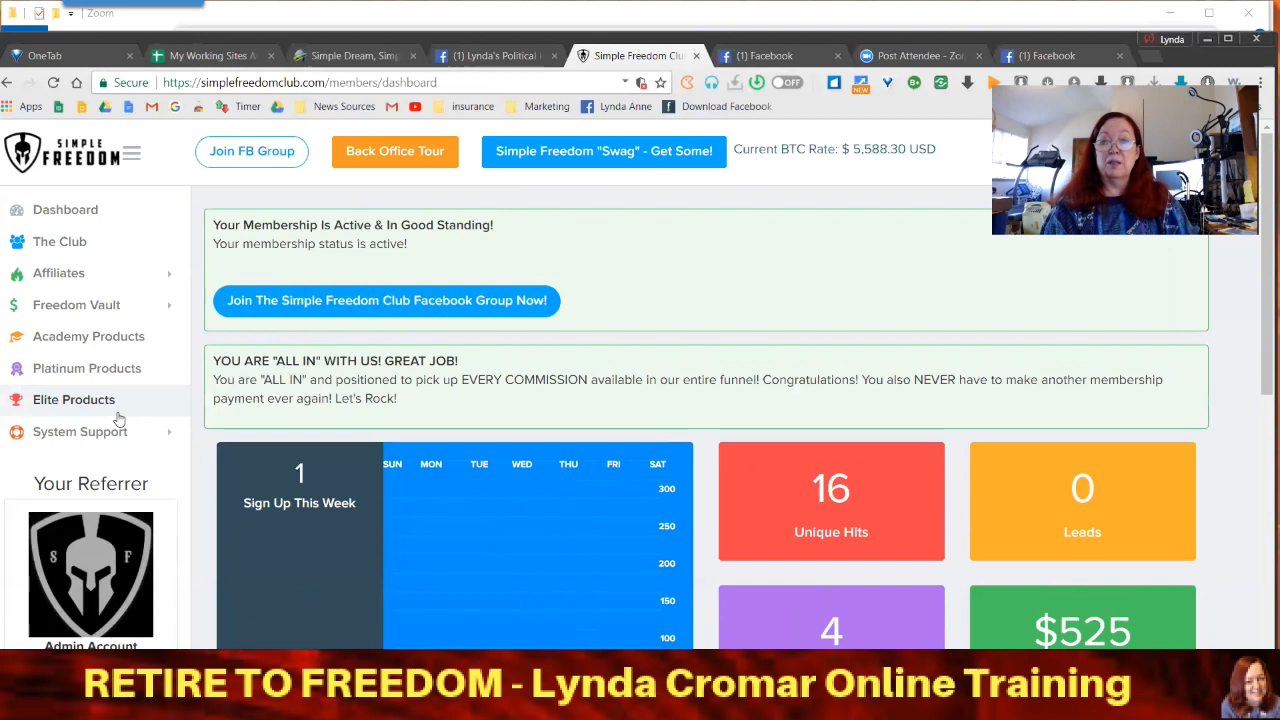 Zoom
Lynda
OneTab
My Working Sites A
Simple Dream, Simp
(1) Lynda's Political
Simple Freedom Clu
(1) Facebook
Post Attendee - Zoo
(1) Facebook
Secure
https://simplefreedomclub.com/members/dashboard
OFF
NEW
Apps
Timer
News Sources
insurance
Marketing
Lynda Anne
Download Facebook
SIMPLE
FREEDOM
Join FB Group
Back Office Tour
Simple Freedom "Swag" - Get Some!
Current BTC Rate: $ 5,588.30 USD
Dashboard
The Club
Affiliates
Freedom Vault
Academy Products
Platinum Products
Elite Products
System Support
Your Referrer
S F
Admin Account
Your Membership Is Active & In Good Standing!
Your membership status is active!
Join The Simple Freedom Club Facebook Group Now!
YOU ARE "ALL IN" WITH US! GREAT JOB!
You are "ALL IN" and positioned to pick up EVERY COMMISSION available in our entire funnel! Congratulations! You also NEVER have to make another membership
payment ever again! Let's Rock!
1
Sign Up This Week
SUN MON TUE WED THU FRI SAT
300
250
200
150
100
16
Unique Hits
0
Leads
4
$525
RETIRE TO FREEDOM - Lynda Cromar Online Training